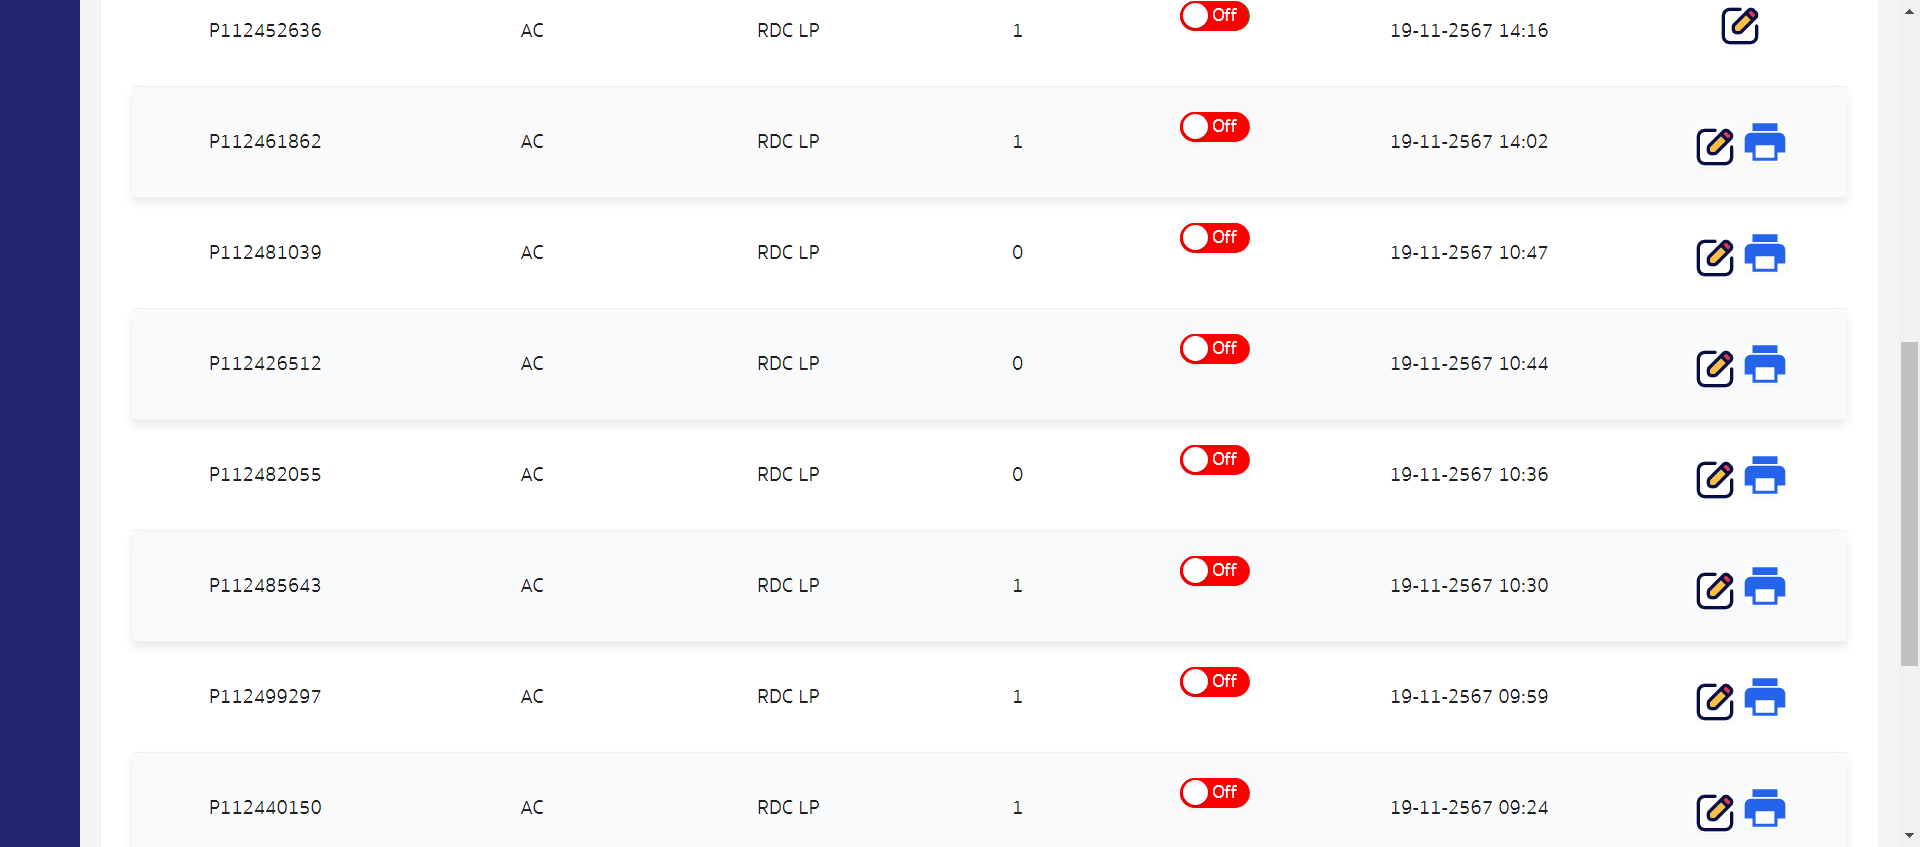 P112452636 AC RDC LP 1 Off 19-11-2567 14:16
P112461862 AC RDC LP 1 Off 19-11-2567 14:02
P112481039 AC RDC LP 0 Off 19-11-2567 10:47
P112426512 AC RDC LP 0 Off 19-11-2567 10:44
P112482055 AC RDC LP 0 Off 19-11-2567 10:36
P112485643 AC RDC LP 1 Off 19-11-2567 10:30
P112499297 AC RDC LP 1 Off 19-11-2567 09:59
P112440150 AC RDC LP 1 Off 19-11-2567 09:24